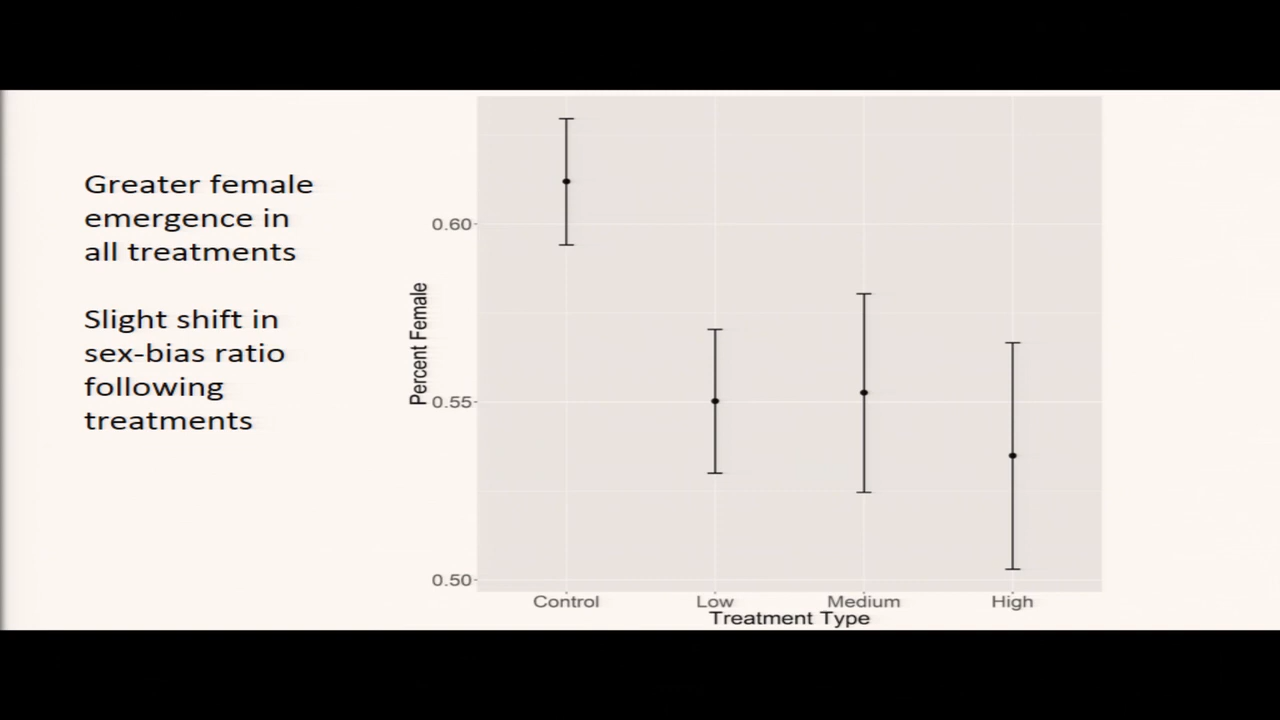 Greater female
emergence in
all treatments
Slight shift in
sex-bias ratio
following
treatments
Percent Female
0.60
0.55
0.50
Control
Low
Medium
High
Treatment Type